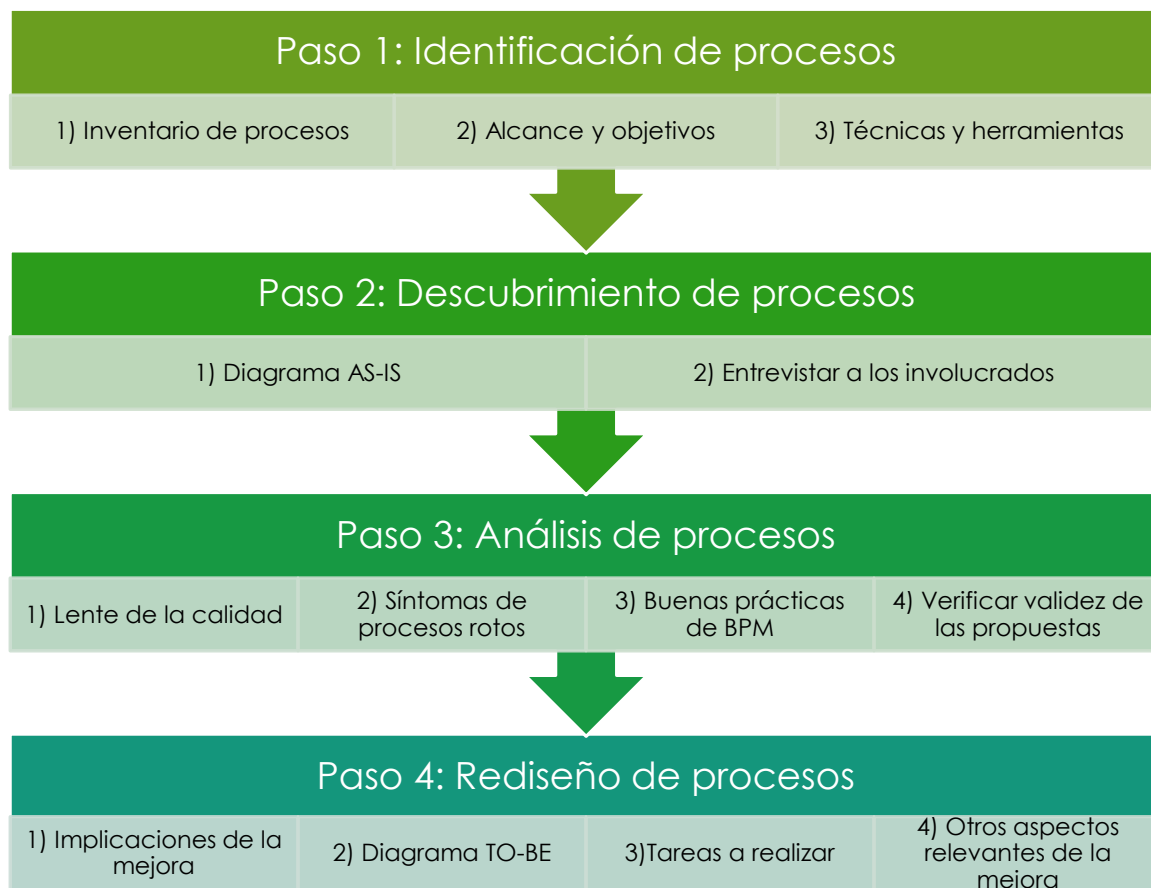 Paso 1: Identificación de procesos
1) Inventario de procesos
2) Alcance y objetivos
3) Técnicas y herramientas
Paso 2: Descubrimiento de procesos
1) Diagrama AS-IS
2) Entrevistar a los involucrados
Paso 3: Análisis de procesos
1) Lente de la calidad
2) Síntomas de
procesos rotos
3) Buenas prácticas
de BPM
4) Verificar validez de
las propuestas
Paso 4: Rediseño de procesos
1) Implicaciones de la
mejora
2) Diagrama TO-BE
3)Tareas a realizar
4) Otros aspectos
relevantes de la
mejora